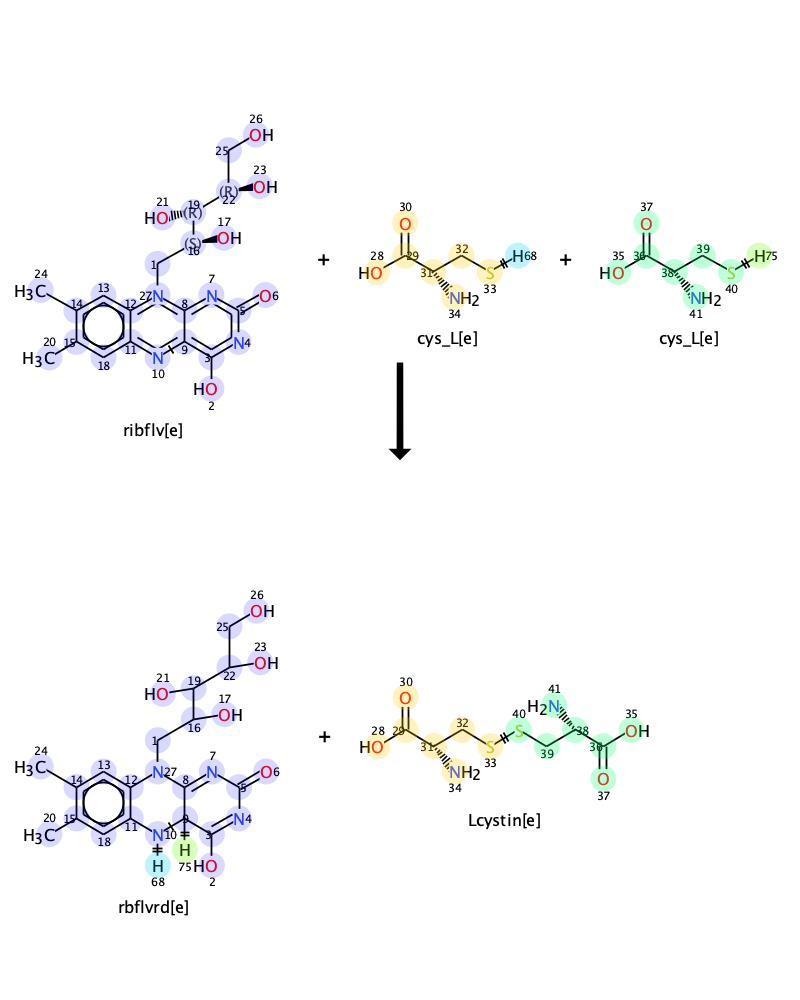 26
OH
25
23
(R) OH
22
21 19
HO (R)
17
(S) OH
16
1
24
H3C
13 7
14 12 27 N 8 N 5 O 6
20 15 11 9 N 4
H3C 18 N 3
10
HO
2
ribflv[e]
+
30
O
28 29 32
HO 31 S H 68
33
NH2
34
cys_L[e]
+
37
O
35 36 39
HO 38 S H 75
40
NH2
41
cys_L[e]
26
OH
25
23
OH
22
21 19
HO
17
OH
16
1
24
H3C
13 7
14 12 N 27 8 N 5 O 6
20 15 11 9 N 4
H3C 18 N 10 3
H H
68 75 HO
2
rbflvrd[e]
+
30
O
28 29 32
HO 31 S
33
NH2
34
41
H2N
40
S 38 35
OH
39 36
O
37
Lcystin[e]